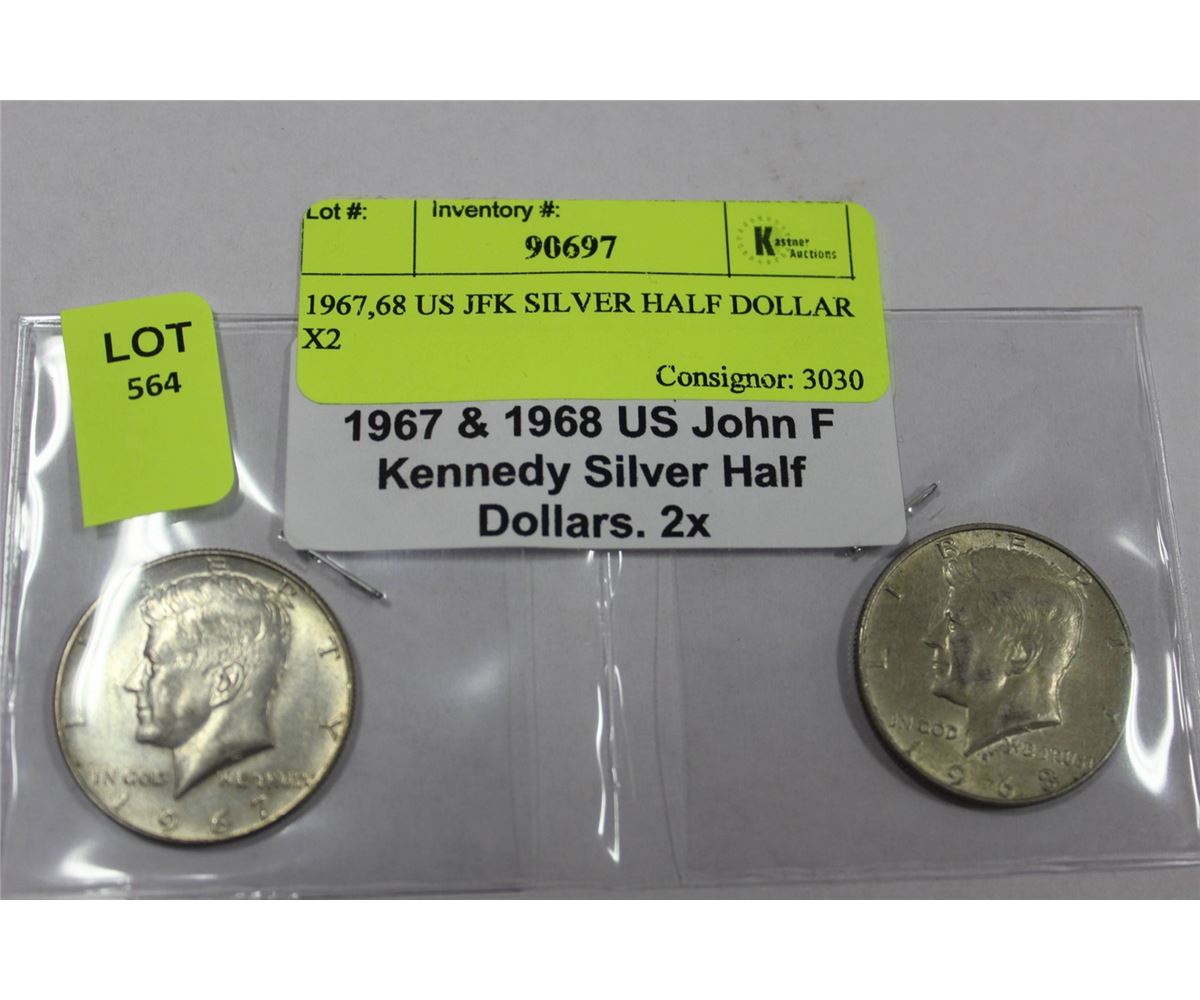 Lot #:
Inventory #:
90697
Kastner
Auctions
1967,68 US JFK SILVER HALF DOLLAR
X2
Consignor: 3030
LOT
564
1967 & 1968 US John F
Kennedy Silver Half
Dollars. 2x
LIBERTY
IN GOD WE TRUST
1967
LIBERTY
IN GOD WE TRUST
1968